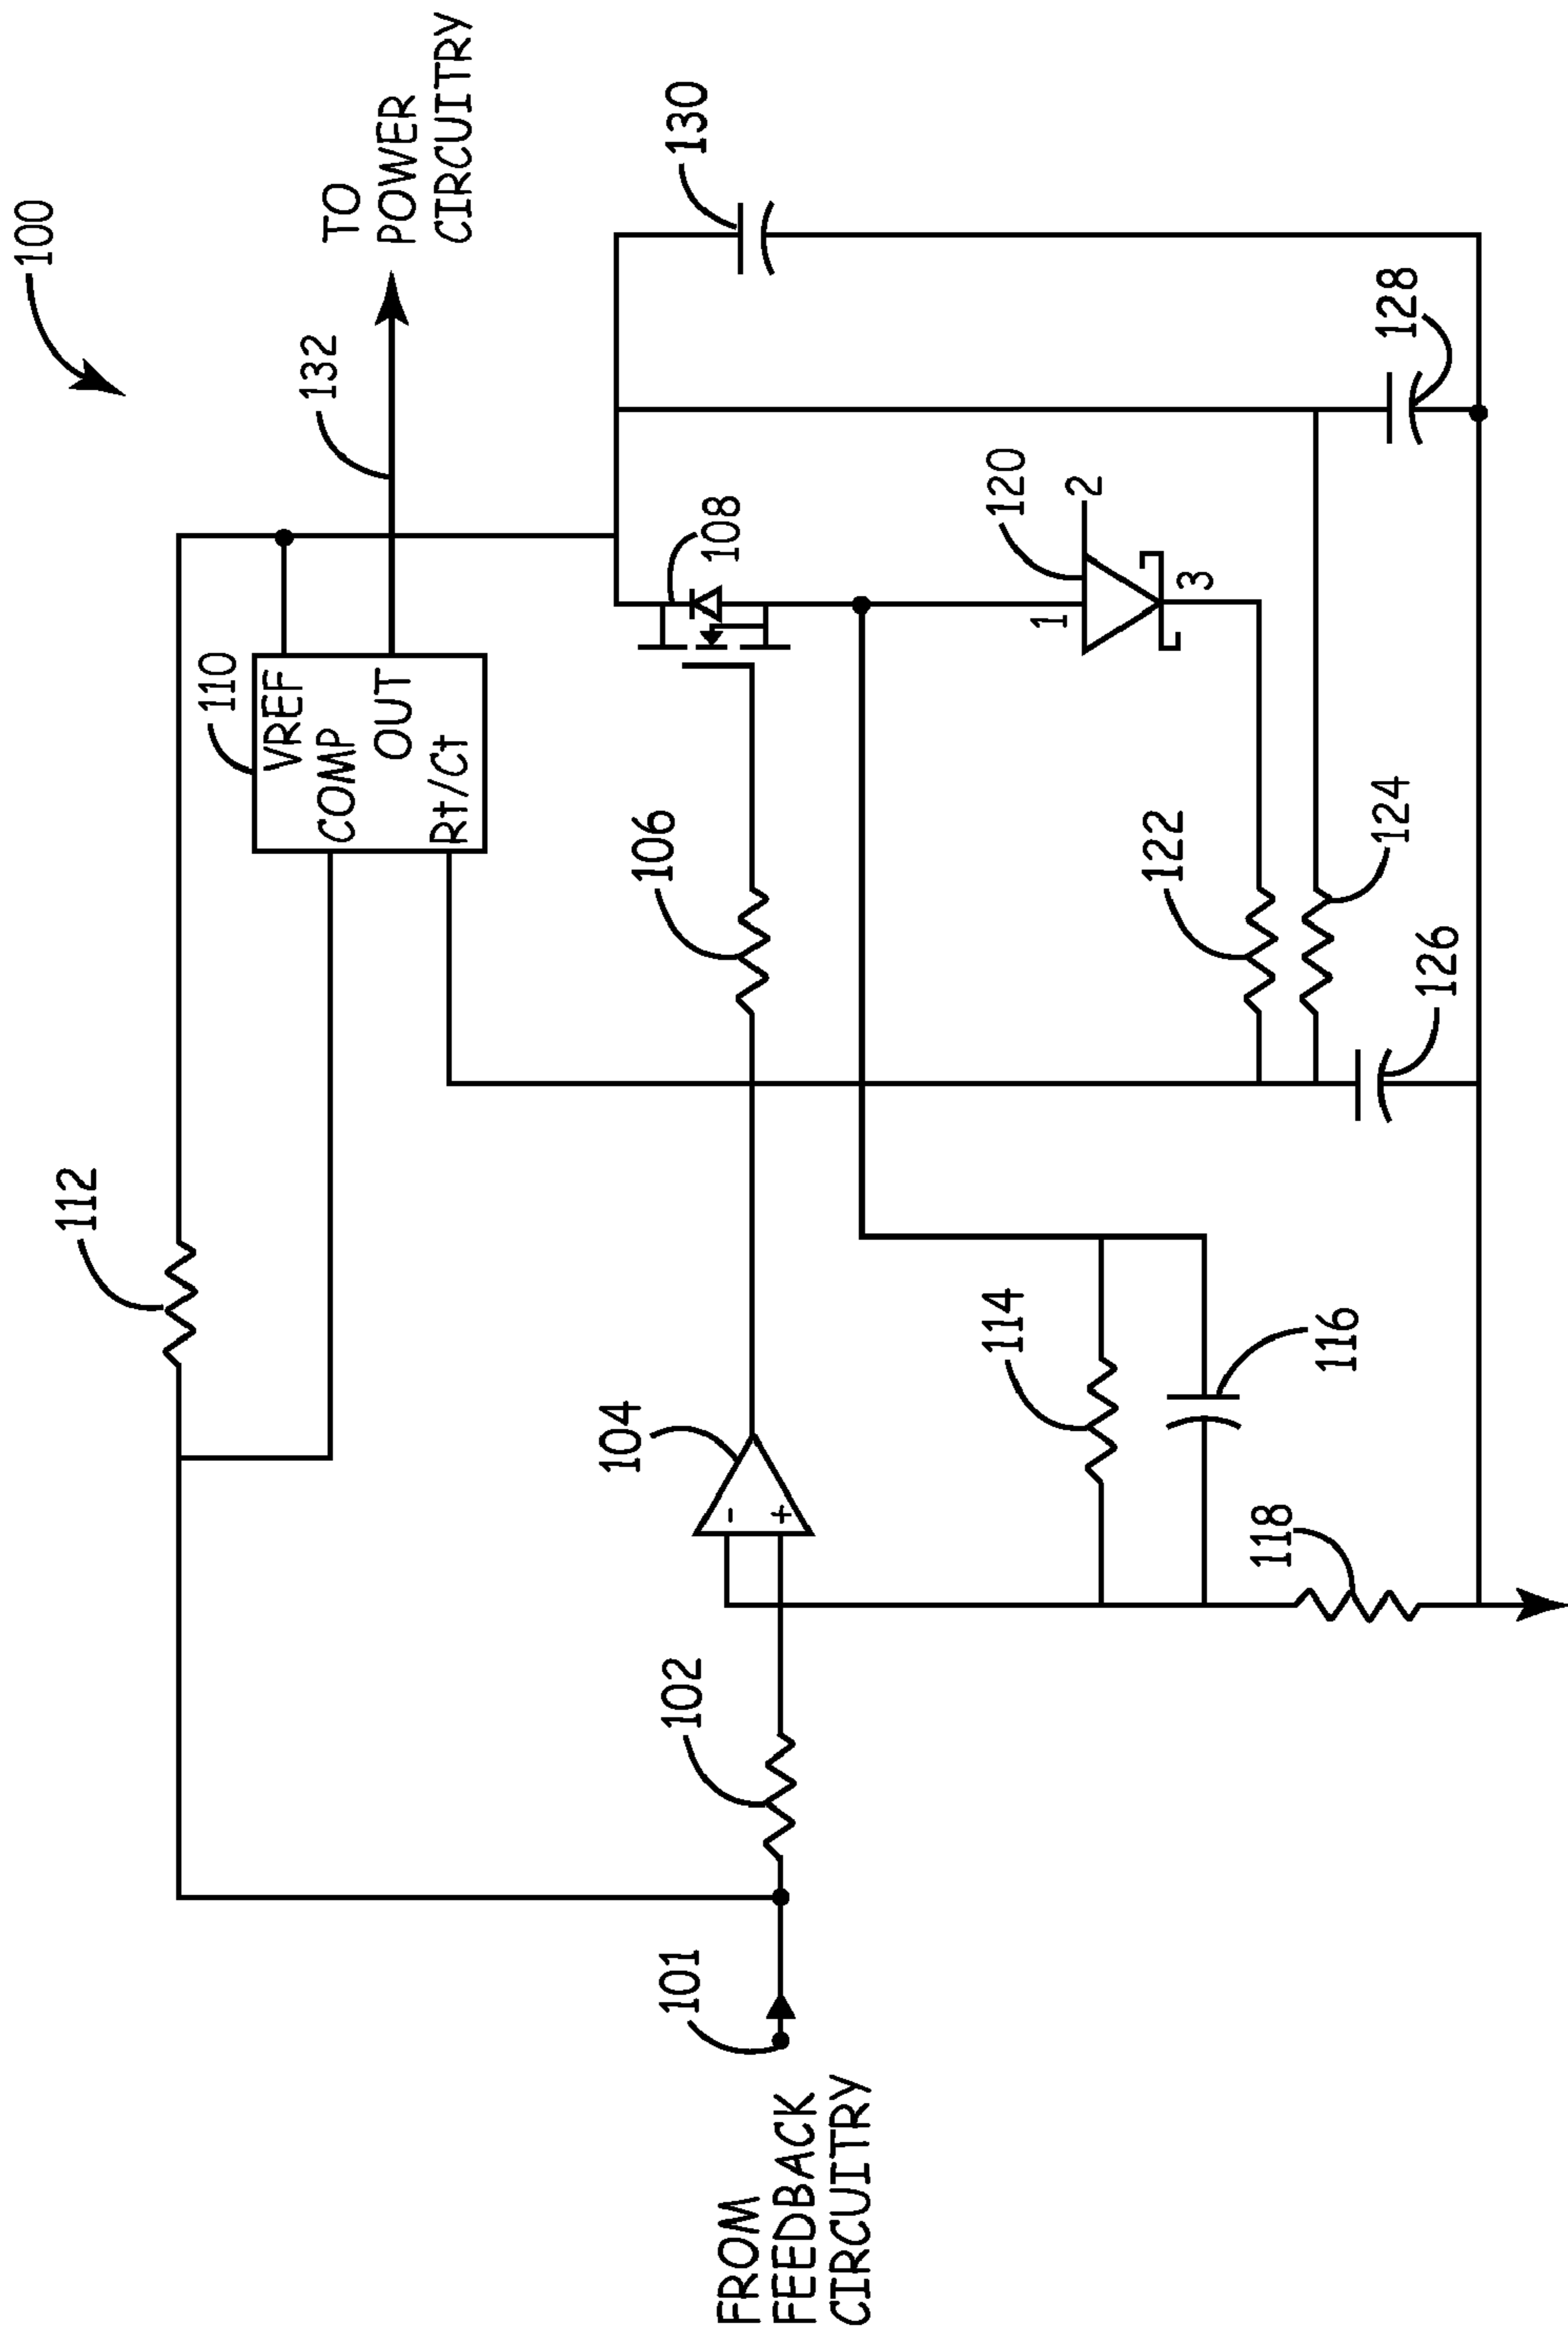 100
112
110
VREF
COMP
OUT
Rt/Ct
132
TO
POWER
CIRCUITRY
101
FROM
FEEDBACK
CIRCUITRY
102
104
-
+
106
108
130
114
116
118
120
1
2
3
122
124
126
128